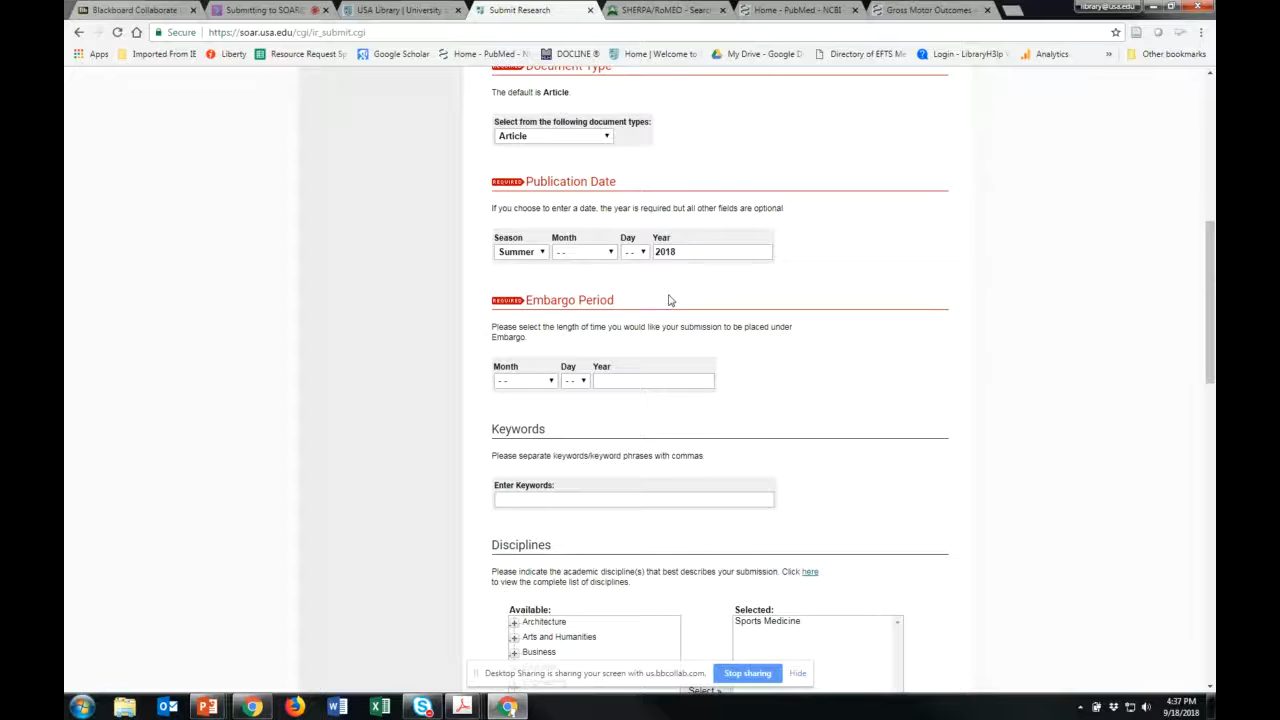 Blackboard Collaborate
Submitting to SOAR@
USA Library | University
Submit Research
SHERPA/RoMEO - Search
Home - PubMed - NCBI
Gross Motor Outcomes
library@usa.edu
Secure
https://soar.usa.edu/cgi/ir_submit.cgi
Apps
Imported From IE
Liberty
Resource Request Sp
Google Scholar
Home - PubMed - N
DOCLINE ®
Home | Welcome to
My Drive - Google D
Directory of EFTS Me
Login - LibraryH3lp
Analytics
Other bookmarks
REQUIRED Document Type
The default is Article.
Select from the following document types:
Article
REQUIRED Publication Date
If you choose to enter a date, the year is required but all other fields are optional
Season Month Day Year
Summer -- -- 2018
REQUIRED Embargo Period
Please select the length of time you would like your submission to be placed under
Embargo.
Month Day Year
-- --
Keywords
Please separate keywords/keyword phrases with commas
Enter Keywords:
Disciplines
Please indicate the academic discipline(s) that best describes your submission. Click here
to view the complete list of disciplines.
Available: Selected:
Architecture Sports Medicine
Arts and Humanities
Business
Desktop Sharing is sharing your screen with us.bbcollab.com. Stop sharing Hide
Select »
4:37 PM
9/18/2018